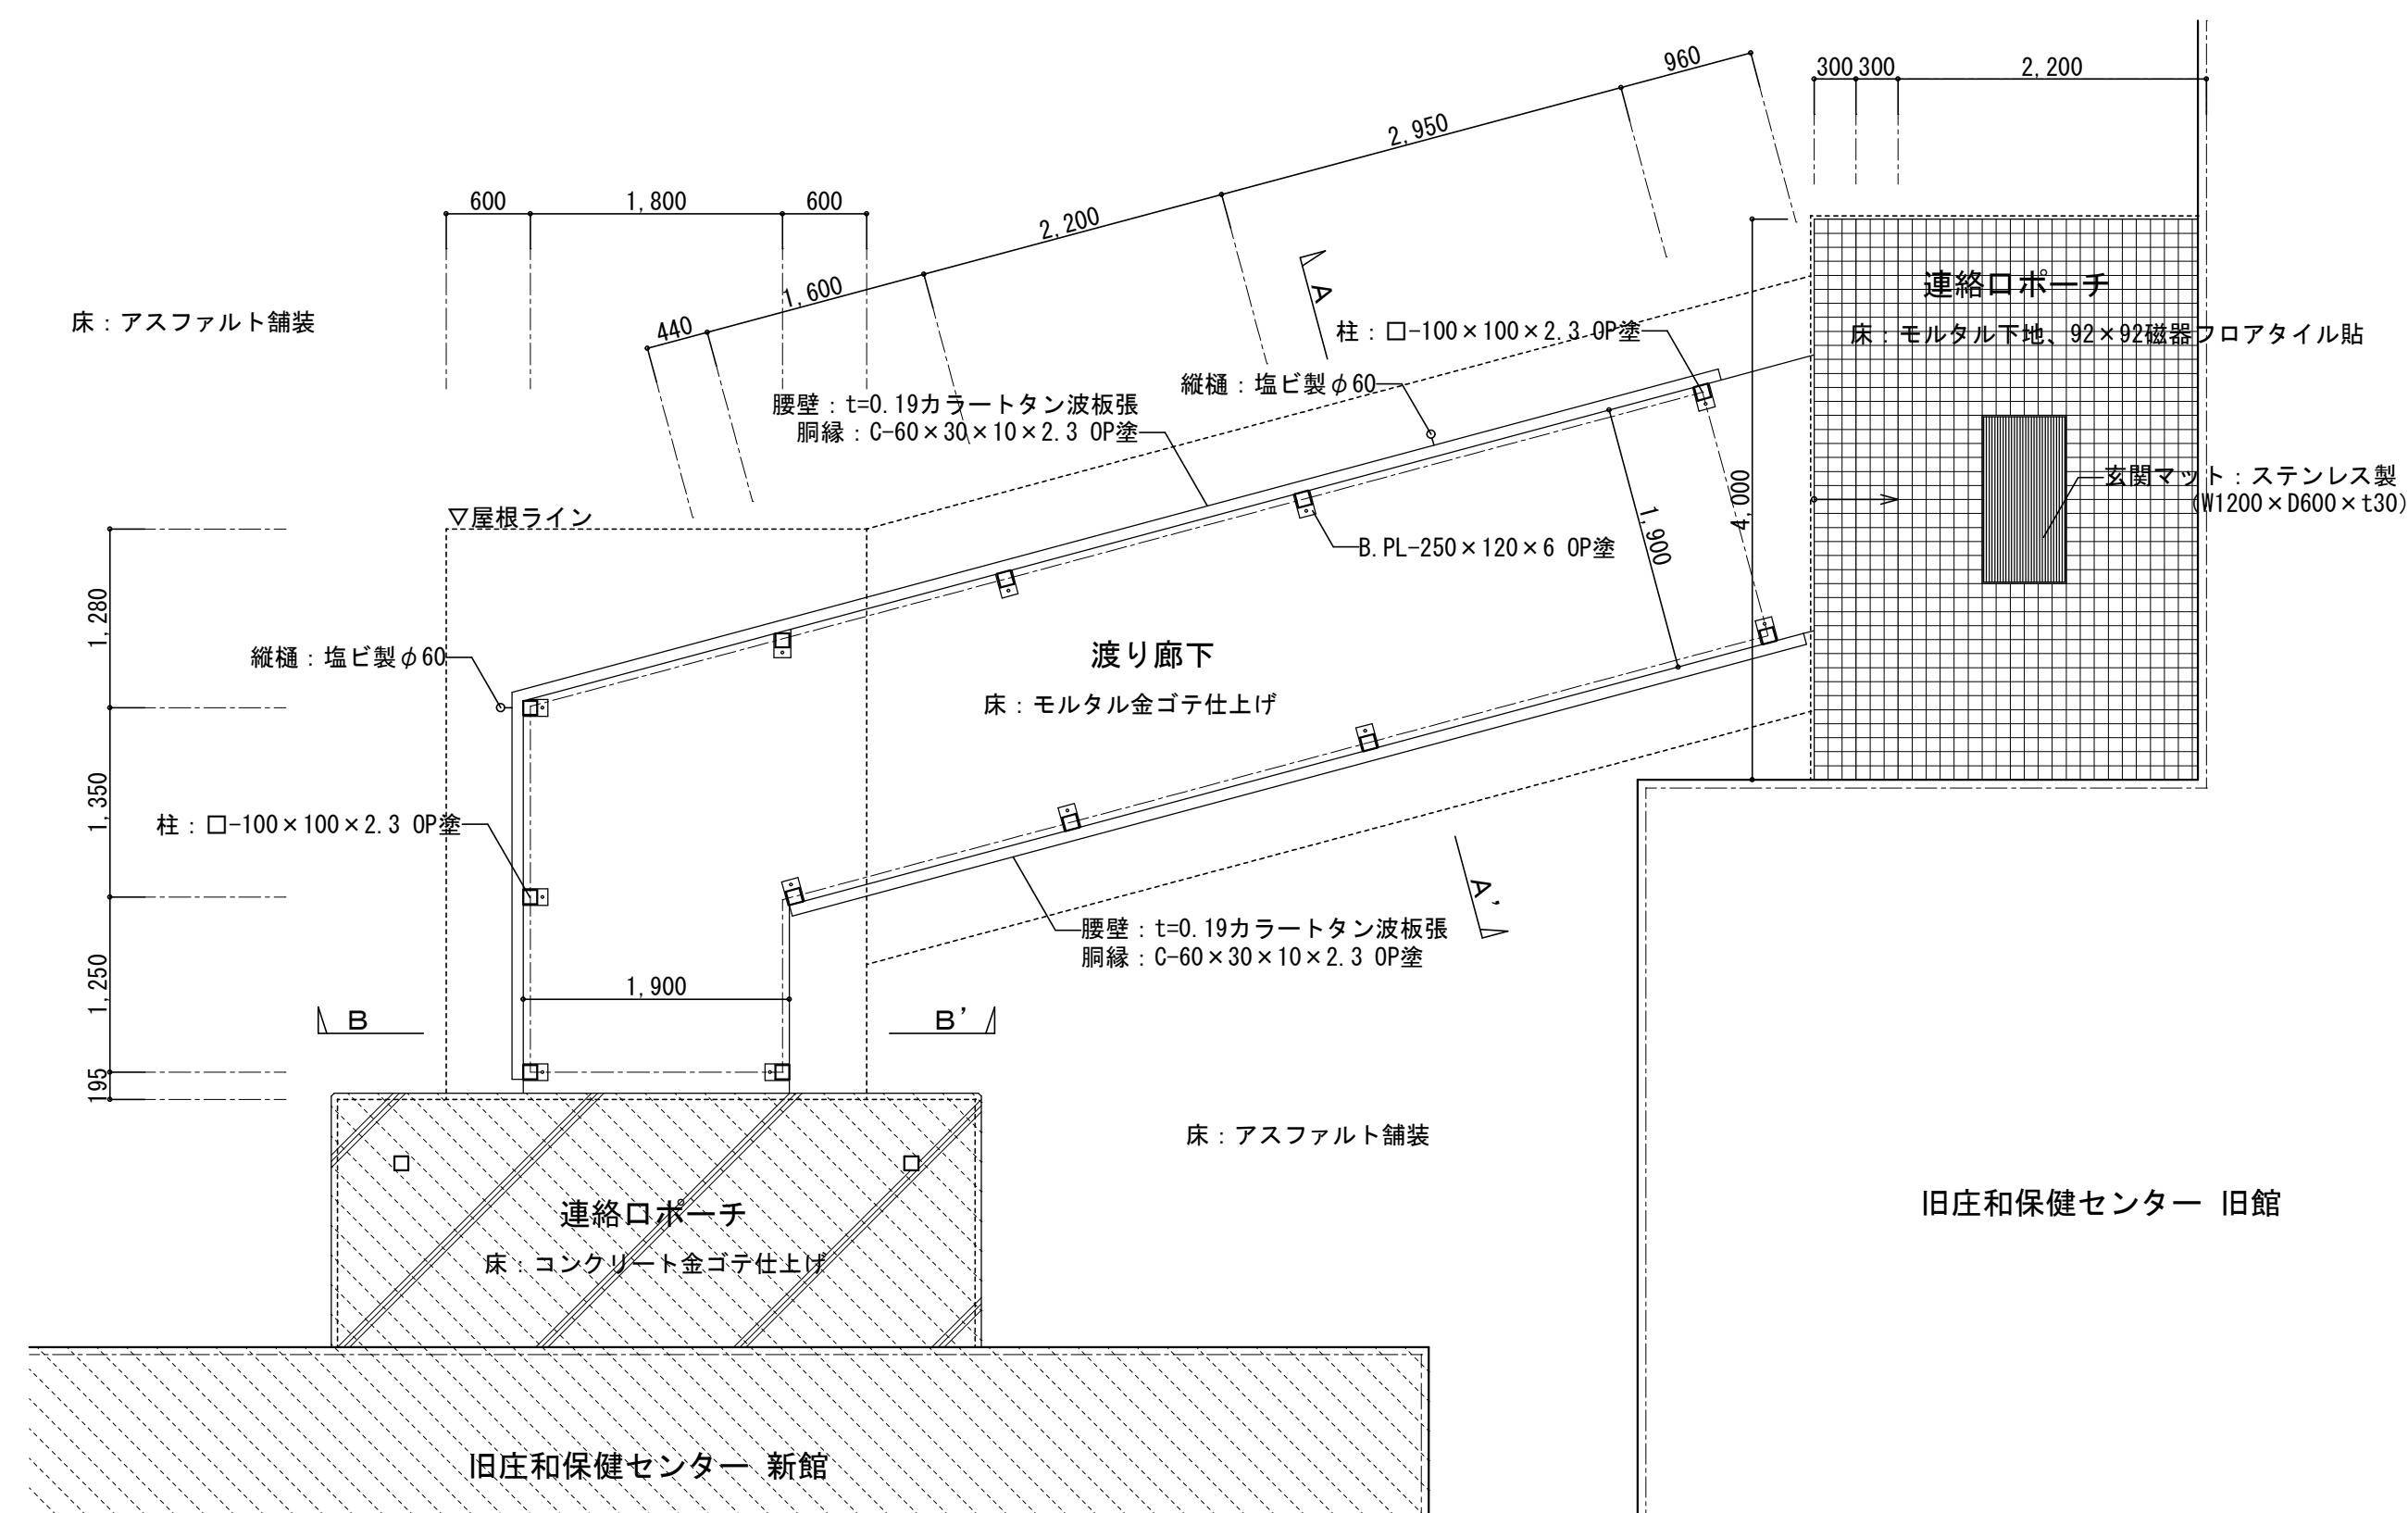 960
300 300 2,200
2,950
600 1,800 600
2,200
1,600
440
A
床：アスファルト舗装
連絡口ポーチ
床：モルタル下地、92×92磁器フロアタイル貼
柱：□-100×100×2.3 OP塗
縦樋：塩ビ製φ60
腰壁：t=0.19カラートタン波板張
胴縁：C-60×30×10×2.3 OP塗
玄関マット：ステンレス製
(W1200×D600×t30)
4,000
1,900
▽屋根ライン
B.PL-250×120×6 OP塗
1,280
縦樋：塩ビ製φ60
渡り廊下
床：モルタル金ゴテ仕上げ
1,350
柱：□-100×100×2.3 OP塗
A'
腰壁：t=0.19カラートタン波板張
胴縁：C-60×30×10×2.3 OP塗
1,250
1,900
B B'
195
床：アスファルト舗装
連絡口ポーチ
床：コンクリート金ゴテ仕上げ
旧庄和保健センター 旧館
旧庄和保健センター 新館